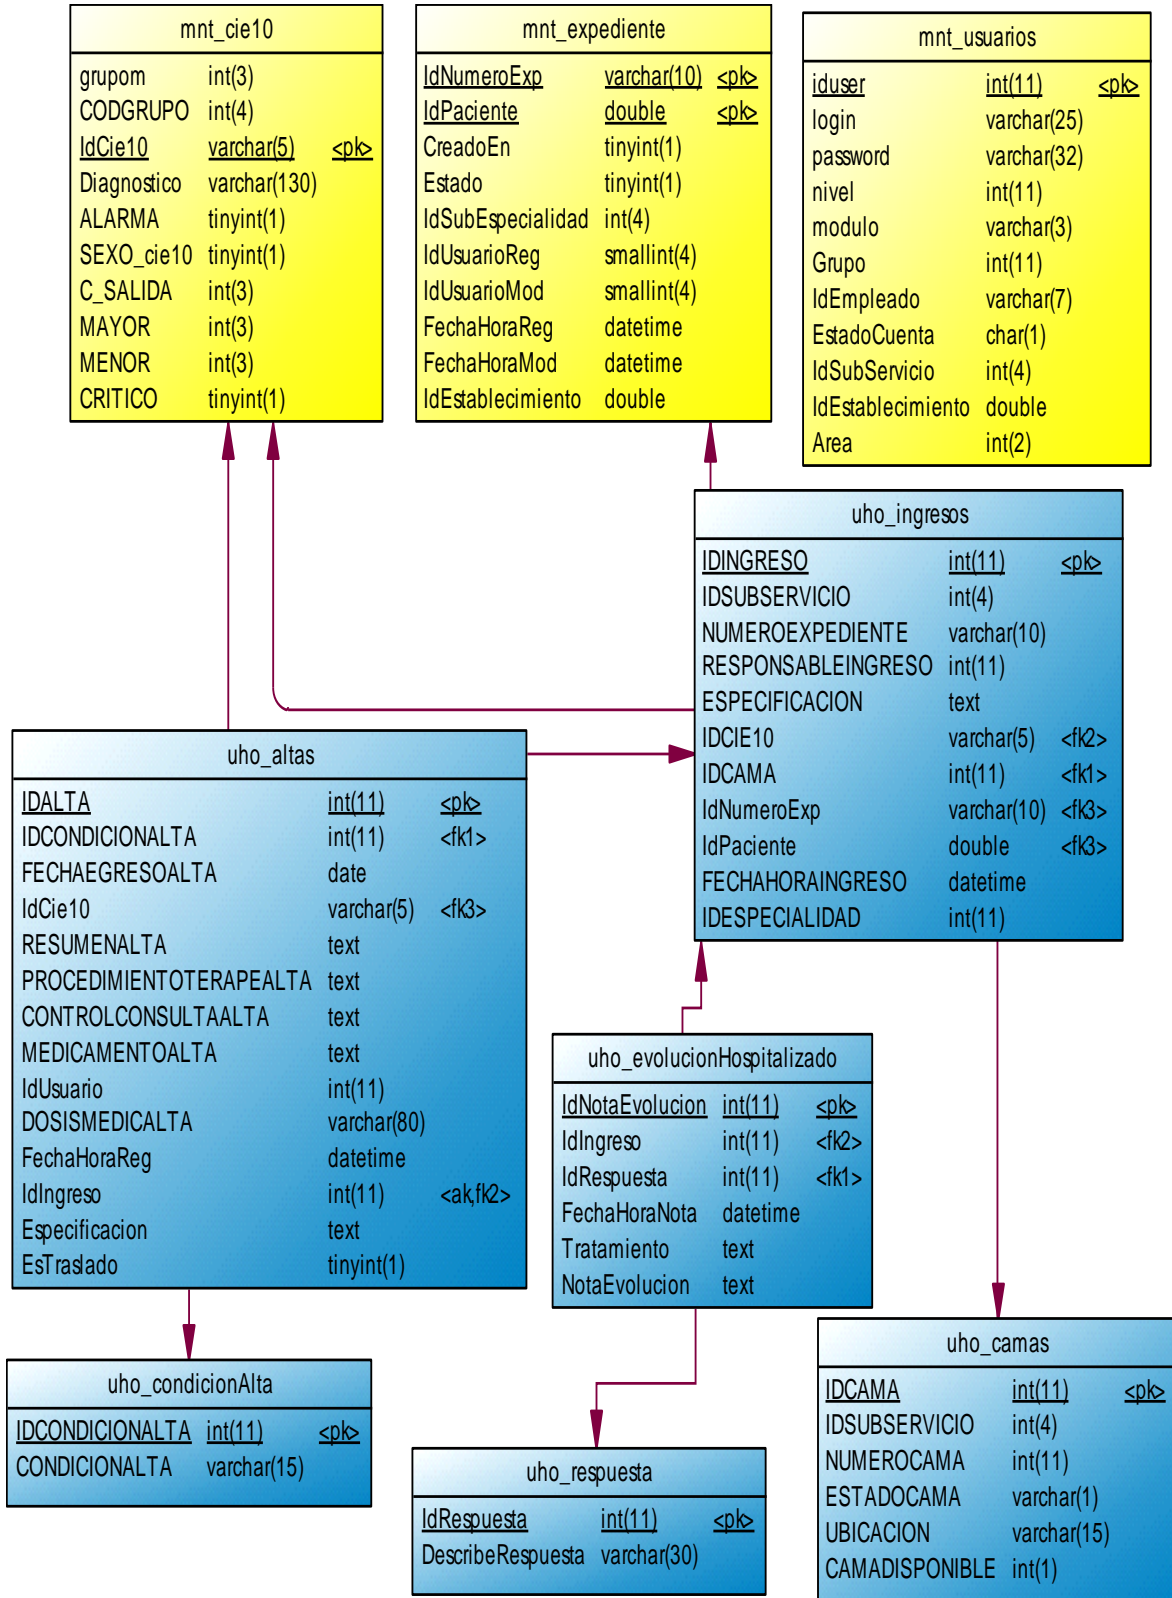 mnt_cie10
grupom int(3)
CODGRUPO int(4)
IdCie10 varchar(5) <pk>
Diagnostico varchar(130)
ALARMA tinyint(1)
SEXO_cie10 tinyint(1)
C_SALIDA int(3)
MAYOR int(3)
MENOR int(3)
CRITICO tinyint(1)
mnt_expediente
IdNumeroExp varchar(10) <pk>
IdPaciente double <pk>
CreadoEn tinyint(1)
Estado tinyint(1)
IdSubEspecialidad int(4)
IdUsuarioReg smallint(4)
IdUsuarioMod smallint(4)
FechaHoraReg datetime
FechaHoraMod datetime
IdEstablecimiento double
mnt_usuarios
iduser int(11) <pk>
login varchar(25)
password varchar(32)
nivel int(11)
modulo varchar(3)
Grupo int(11)
IdEmpleado varchar(7)
EstadoCuenta char(1)
IdSubServicio int(4)
IdEstablecimiento double
Area int(2)
uho_ingresos
IDINGRESO int(11) <pk>
IDSUBSERVICIO int(4)
NUMEROEXPEDIENTE varchar(10)
RESPONSABLEINGRESO int(11)
ESPECIFICACION text
IDCIE10 varchar(5) <fk2>
IDCAMA int(11) <fk1>
IdNumeroExp varchar(10) <fk3>
IdPaciente double <fk3>
FECHAHORAINGRESO datetime
IDESPECIALIDAD int(11)
uho_altas
IDALTA int(11) <pk>
IDCONDICIONALTA int(11) <fk1>
FECHAEGRESOALTA date
IdCie10 varchar(5) <fk3>
RESUMENALTA text
PROCEDIMIENTOTERAPEALTA text
CONTROLCONSULTAALTA text
MEDICAMENTOALTA text
IdUsuario int(11)
DOSISMEDICALTA varchar(80)
FechaHoraReg datetime
IdIngreso int(11) <ak,fk2>
Especificacion text
EsTraslado tinyint(1)
uho_evolucionHospitalizado
IdNotaEvolucion int(11) <pk>
IdIngreso int(11) <fk2>
IdRespuesta int(11) <fk1>
FechaHoraNota datetime
Tratamiento text
NotaEvolucion text
uho_condicionAlta
IDCONDICIONALTA int(11) <pk>
CONDICIONALTA varchar(15)
uho_respuesta
IdRespuesta int(11) <pk>
DescribeRespuesta varchar(30)
uho_camas
IDCAMA int(11) <pk>
IDSUBSERVICIO int(4)
NUMEROCAMA int(11)
ESTADOCAMA varchar(1)
UBICACION varchar(15)
CAMADISPONIBLE int(1)